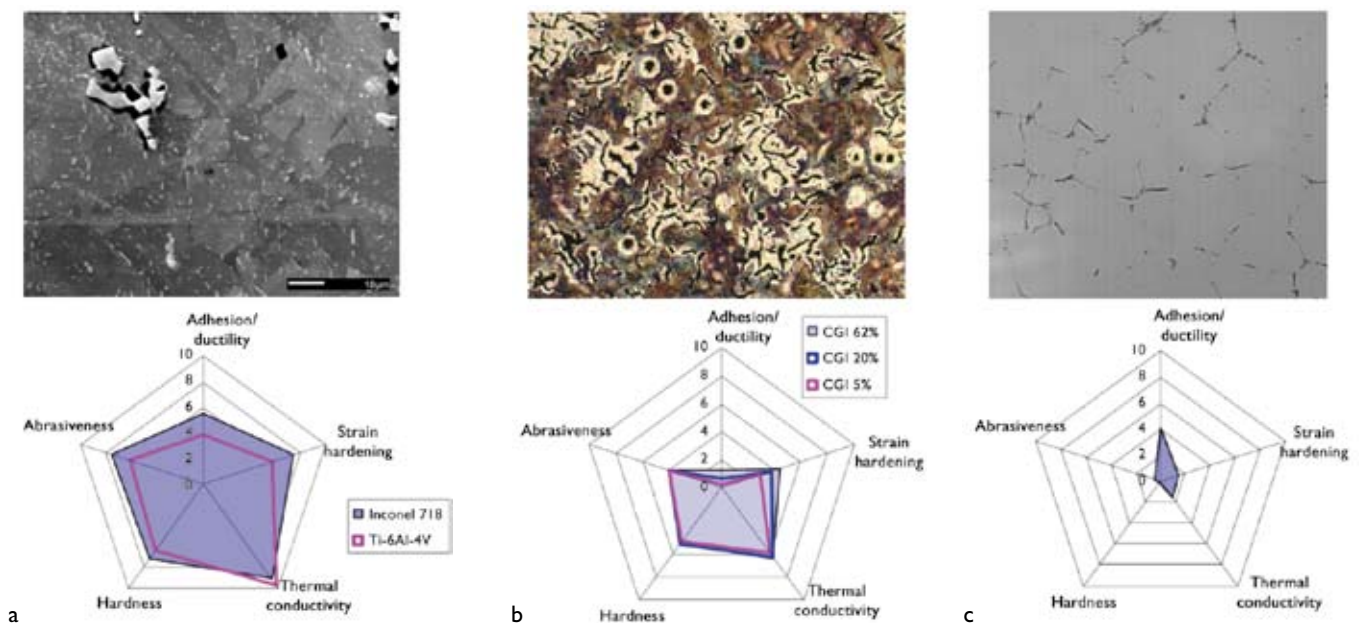 10μm
Adhesion/
ductility
10
8
6
4
2
0
Abrasiveness
Strain
hardening
Inconel 718
Ti-6Al-4V
Thermal
conductivity
Hardness
a
Adhesion/
ductility
10
8
6
4
2
0
CGI 62%
CGI 20%
CGI 5%
Abrasiveness
Strain
hardening
Thermal
conductivity
Hardness
b
Adhesion/
ductility
10
8
6
4
2
0
Abrasiveness
Strain
hardening
Thermal
conductivity
Hardness
c